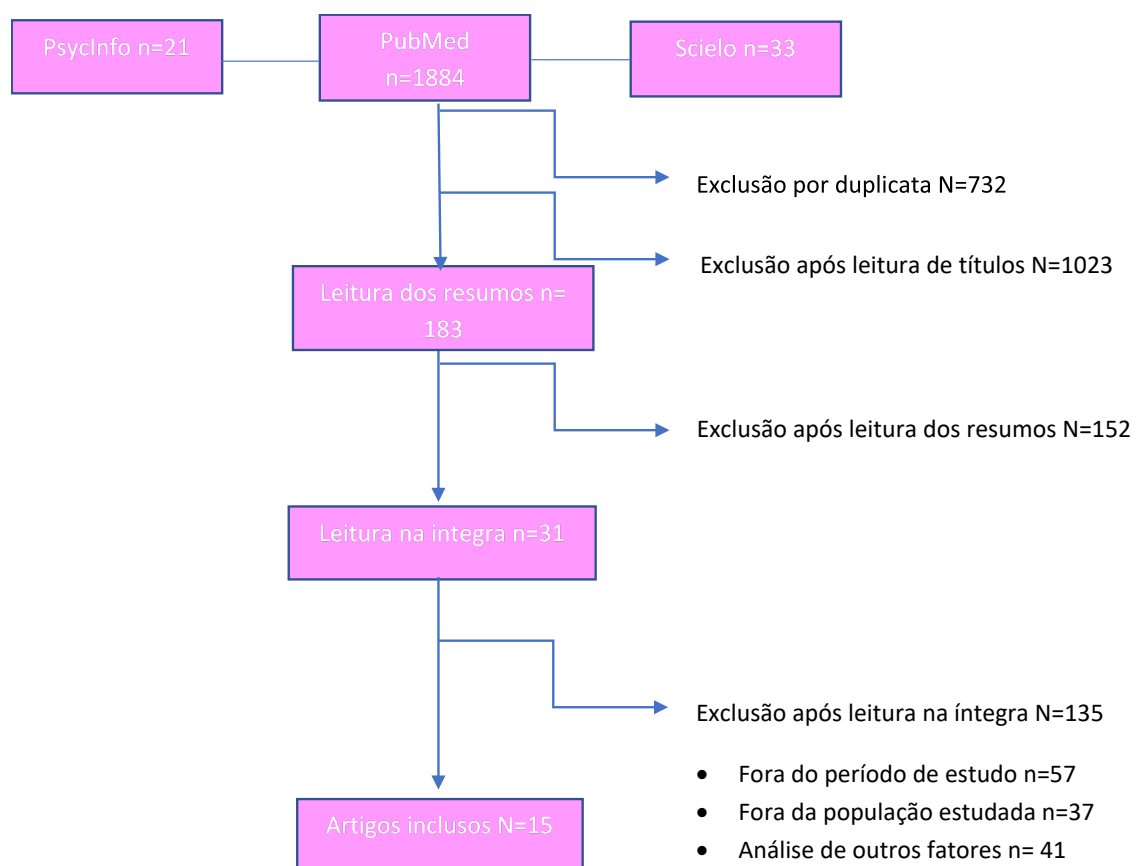 PsycInfo n=21
PubMed
n=1884
Scielo n=33
Exclusão por duplicata N=732
Exclusão após leitura de títulos N=1023
Leitura dos resumos n=
183
Exclusão após leitura dos resumos N=152
Leitura na integra n=31
Exclusão após leitura na íntegra N=135
• Fora do período de estudo n=57
• Fora da população estudada n=37
• Análise de outros fatores n= 41
Artigos inclusos N=15